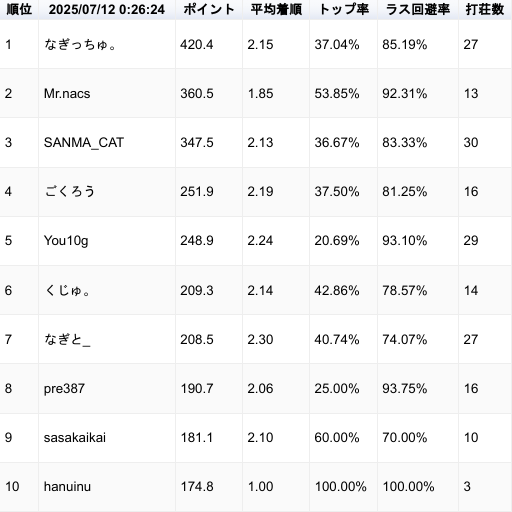 順位 2025/07/12 0:26:24 ポイント 平均着順 トップ率 ラス回避率 打荘数
1 なぎっちゅ。 420.4 2.15 37.04% 85.19% 27
2 Mr.nacs 360.5 1.85 53.85% 92.31% 13
3 SANMA_CAT 347.5 2.13 36.67% 83.33% 30
4 ごくろう 251.9 2.19 37.50% 81.25% 16
5 You10g 248.9 2.24 20.69% 93.10% 29
6 くじゅ。 209.3 2.14 42.86% 78.57% 14
7 なぎと_ 208.5 2.30 40.74% 74.07% 27
8 pre387 190.7 2.06 25.00% 93.75% 16
9 sasakaikai 181.1 2.10 60.00% 70.00% 10
10 hanuinu 174.8 1.00 100.00% 100.00% 3